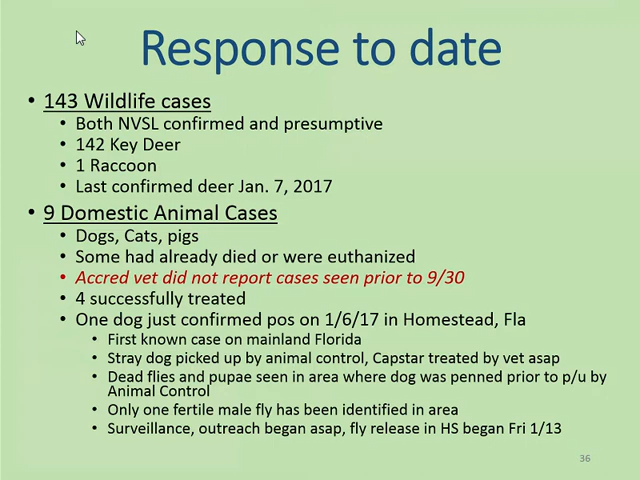 Response to date
• 143 Wildlife cases
• Both NVSL confirmed and presumptive
• 142 Key Deer
• 1 Raccoon
• Last confirmed deer Jan. 7, 2017
• 9 Domestic Animal Cases
• Dogs, Cats, pigs
• Some had already died or were euthanized
• Accred vet did not report cases seen prior to 9/30
• 4 successfully treated
• One dog just confirmed pos on 1/6/17 in Homestead, Fla
• First known case on mainland Florida
• Stray dog picked up by animal control, Capstar treated by vet asap
• Dead flies and pupae seen in area where dog was penned prior to p/u by
Animal Control
• Only one fertile male fly has been identified in area
• Surveillance, outreach began asap, fly release in HS began Fri 1/13
36